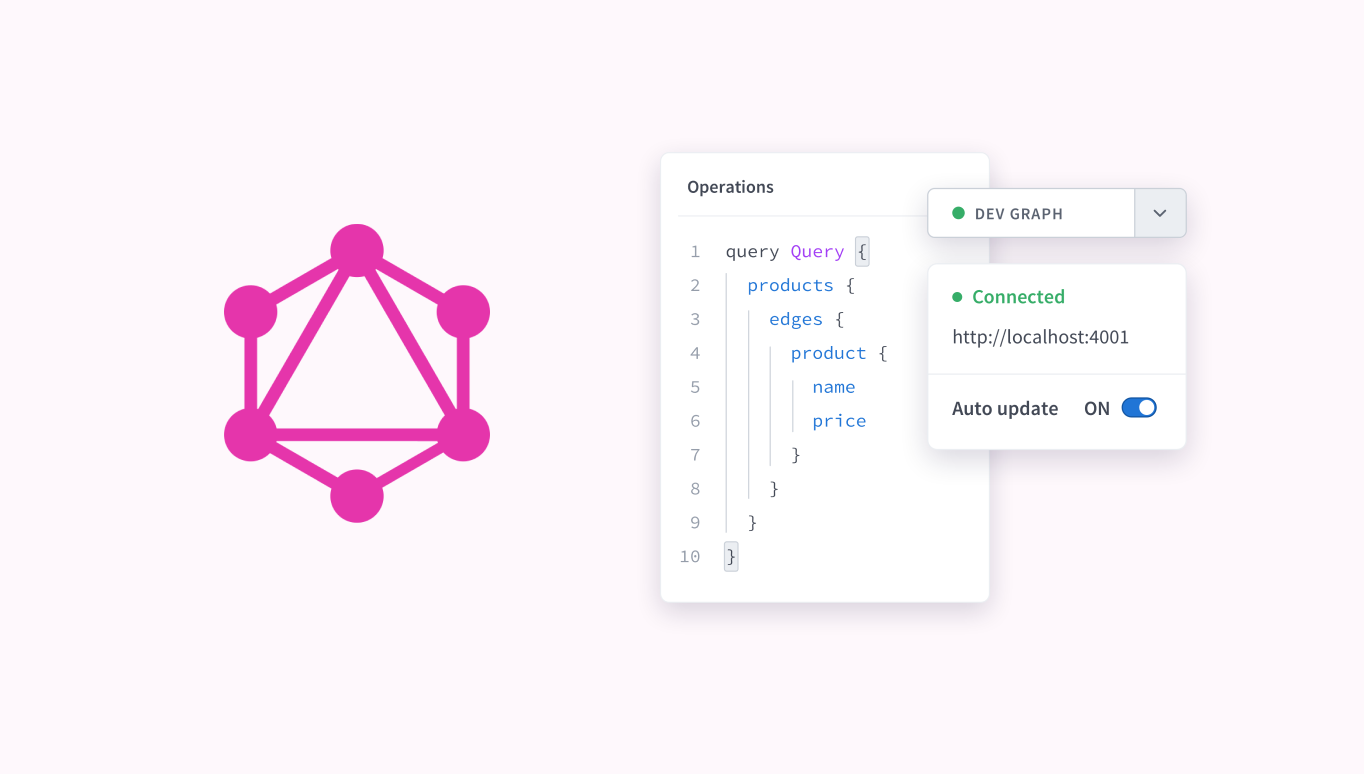 Operations
1 query Query {
2 products {
3 edges {
4 product {
5 name
6 price
7 }
8 }
9 }
10 }
DEV GRAPH
Connected
http://localhost:4001
Auto update ON